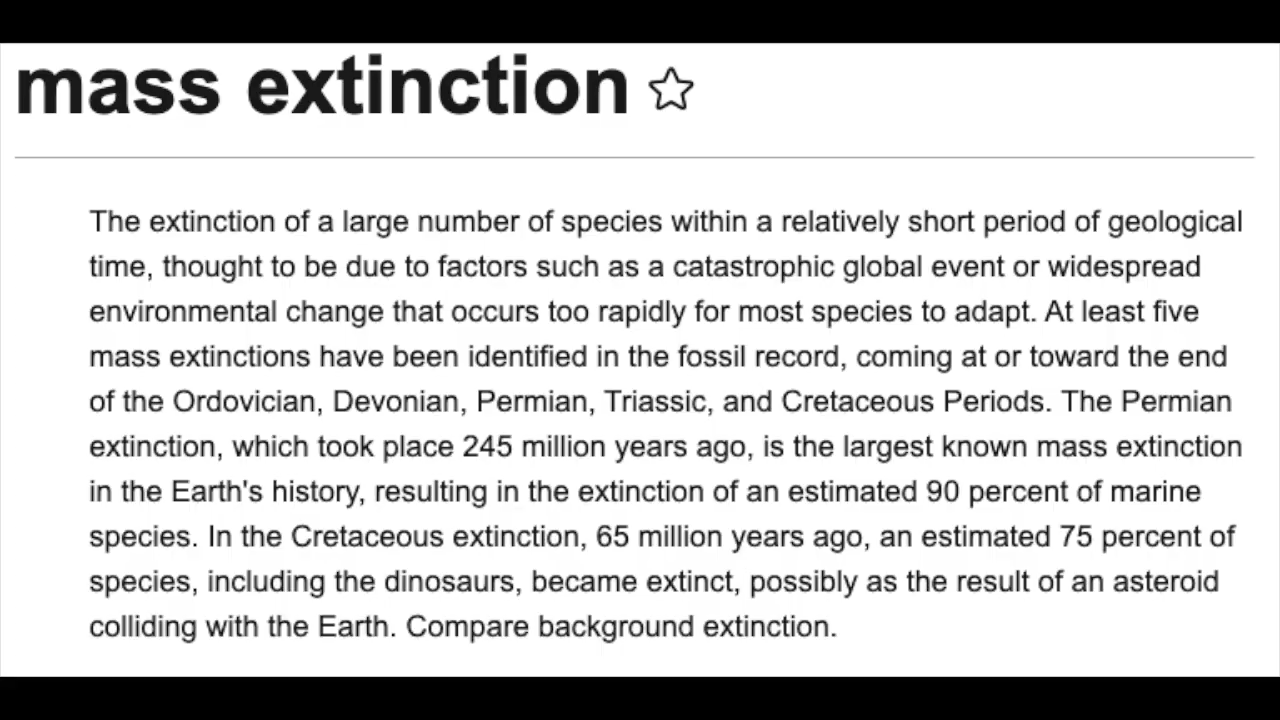 mass extinction
The extinction of a large number of species within a relatively short period of geological
time, thought to be due to factors such as a catastrophic global event or widespread
environmental change that occurs too rapidly for most species to adapt. At least five
mass extinctions have been identified in the fossil record, coming at or toward the end
of the Ordovician, Devonian, Permian, Triassic, and Cretaceous Periods. The Permian
extinction, which took place 245 million years ago, is the largest known mass extinction
in the Earth's history, resulting in the extinction of an estimated 90 percent of marine
species. In the Cretaceous extinction, 65 million years ago, an estimated 75 percent of
species, including the dinosaurs, became extinct, possibly as the result of an asteroid
colliding with the Earth. Compare background extinction.